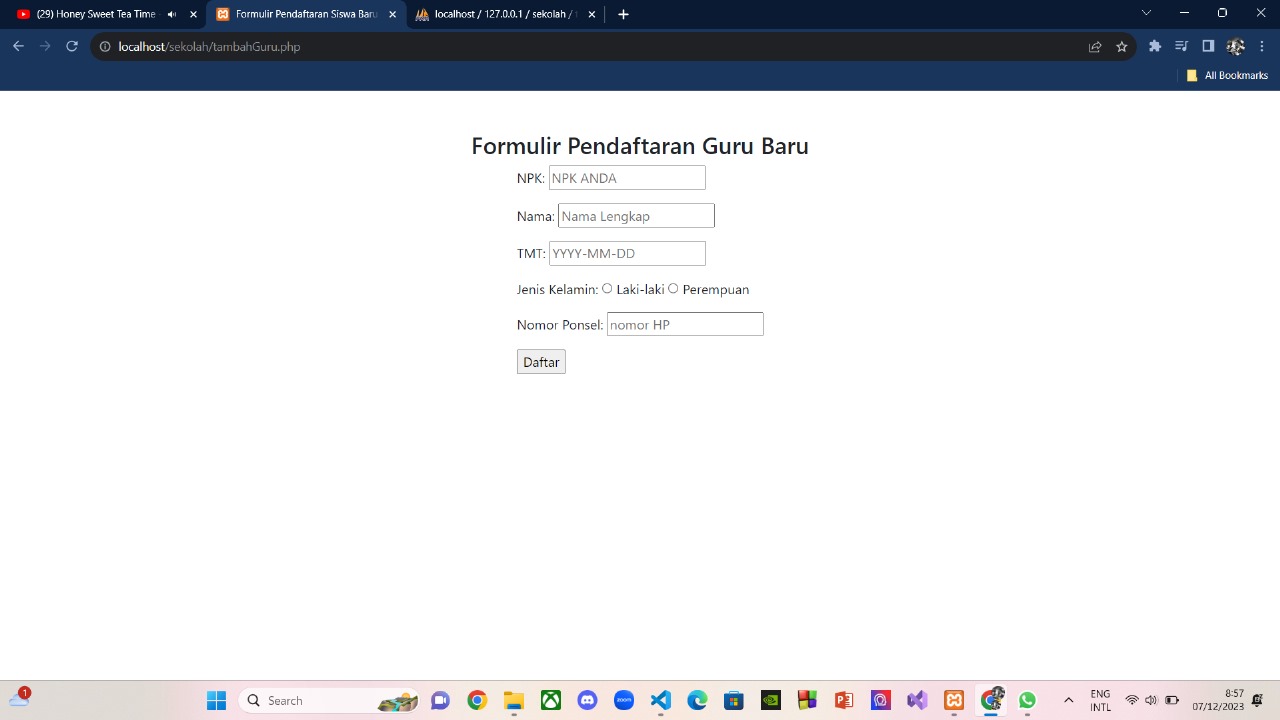 (29) Honey Sweet Tea Time
Formulir Pendaftaran Siswa Baru
localhost / 127.0.0.1 / sekolah /
localhost/sekolah/tambahGuru.php
All Bookmarks
Formulir Pendaftaran Guru Baru
NPK: NPK ANDA
Nama: Nama Lengkap
TMT: YYYY-MM-DD
Jenis Kelamin: Laki-laki Perempuan
Nomor Ponsel: nomor HP
Daftar
1
Search
zoom
ENG
INTL
8:57
07/12/2023